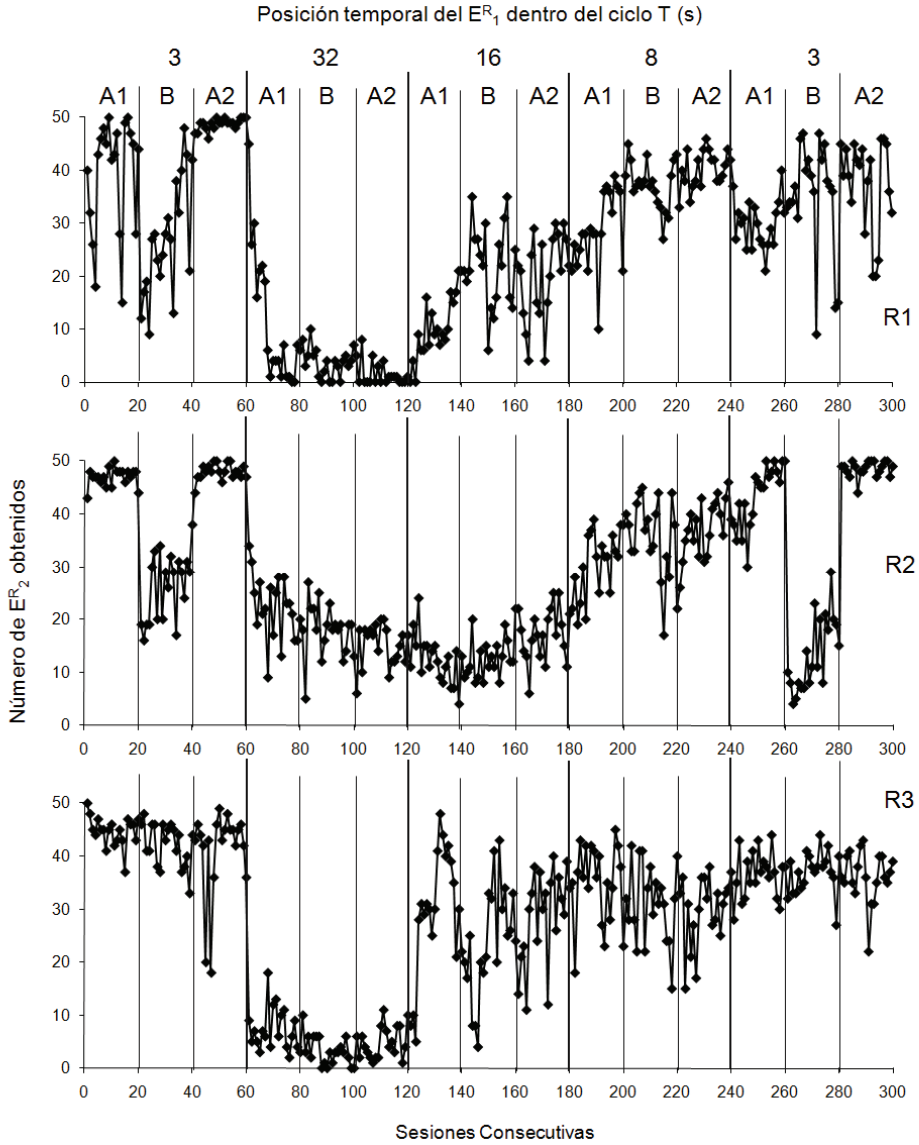 Posición temporal del E^R_1 dentro del ciclo T (s)
3 32 16 8 3
A1 B A2 A1 B A2 A1 B A2 A1 B A2 A1 B A2
50
40
30
20
10
0
R1
0 20 40 60 80 100 120 140 160 180 200 220 240 260 280 300
Número de E^R_2 obtenidos
50
40
30
20
10
0
R2
0 20 40 60 80 100 120 140 160 180 200 220 240 260 280 300
R3
50
40
30
20
10
0
0 20 40 60 80 100 120 140 160 180 200 220 240 260 280 300
Sesiones Consecutivas